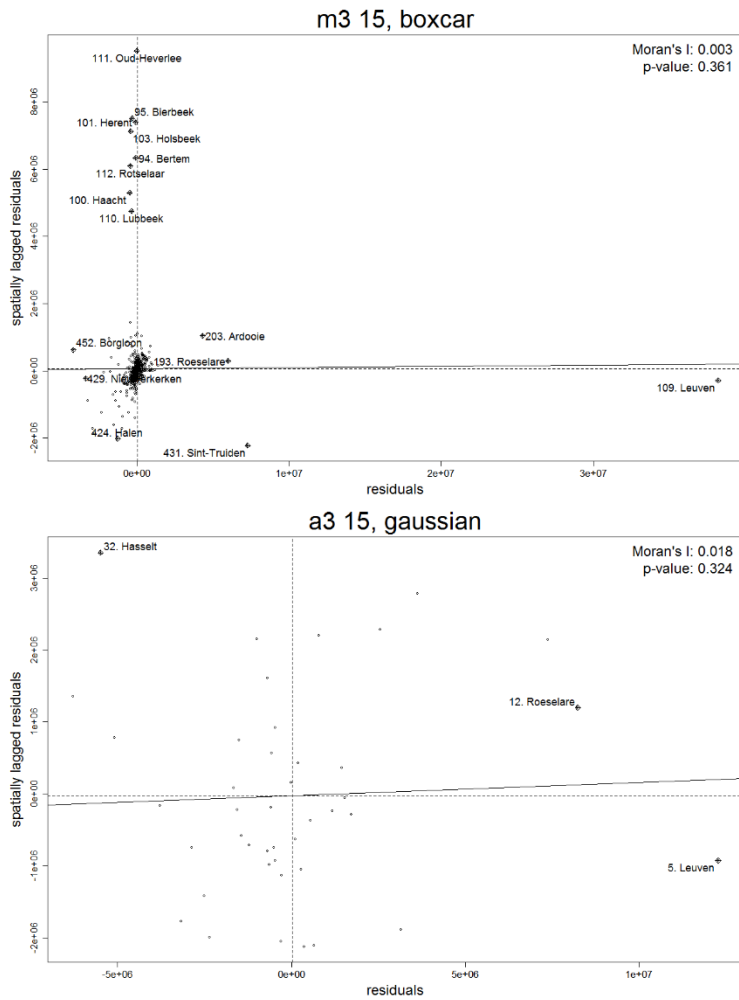 m3 15, boxcar
Moran's I: 0.003
p-value: 0.361
111. Oud-Heverlee
95. Bierbeek
101. Herent
103. Holsbeek
94. Bertem
112. Rotselaar
100. Haacht
110. Lubbeek
203. Ardooie
452. Borgloon
193. Roeselare
429. Nieuwerkerken
109. Leuven
424. Halen
431. Sint-Truiden
spatially lagged residuals
8e+06
6e+06
4e+06
2e+06
0e+00
-2e+06
0e+00 1e+07 2e+07 3e+07
residuals
a3 15, gaussian
Moran's I: 0.018
p-value: 0.324
32. Hasselt
12. Roeselare
5. Leuven
spatially lagged residuals
3e+06
2e+06
1e+06
0e+00
-1e+06
-2e+06
-5e+06 0e+00 5e+06 1e+07
residuals